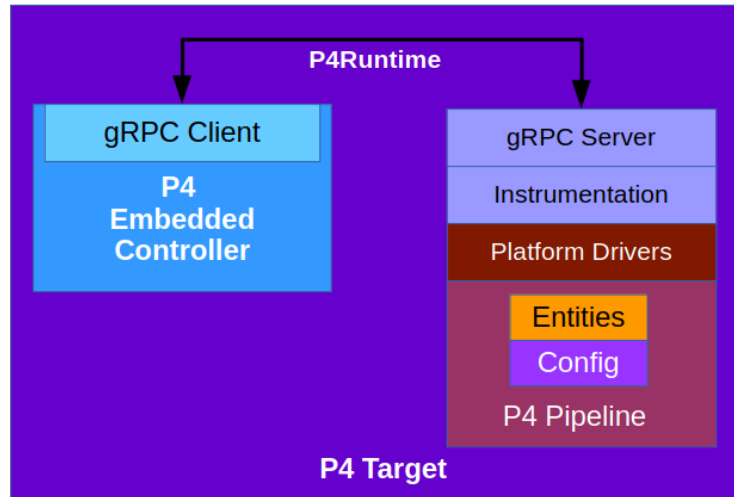 P4Runtime
gRPC Client
P4
Embedded
Controller
gRPC Server
Instrumentation
Platform Drivers
Entities
Config
P4 Pipeline
P4 Target